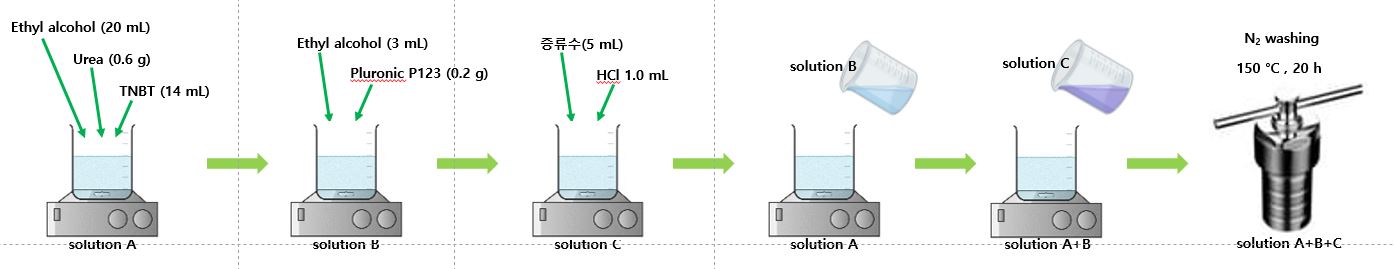 Ethyl alcohol (20 mL)
Urea (0.6 g)
TNBT (14 mL)
solution A
Ethyl alcohol (3 mL)
Pluronic P123 (0.2 g)
solution B
증류수(5 mL)
HCl 1.0 mL
solution C
solution B
solution A
solution C
solution A+B
N₂ washing
150 °C , 20 h
solution A+B+C